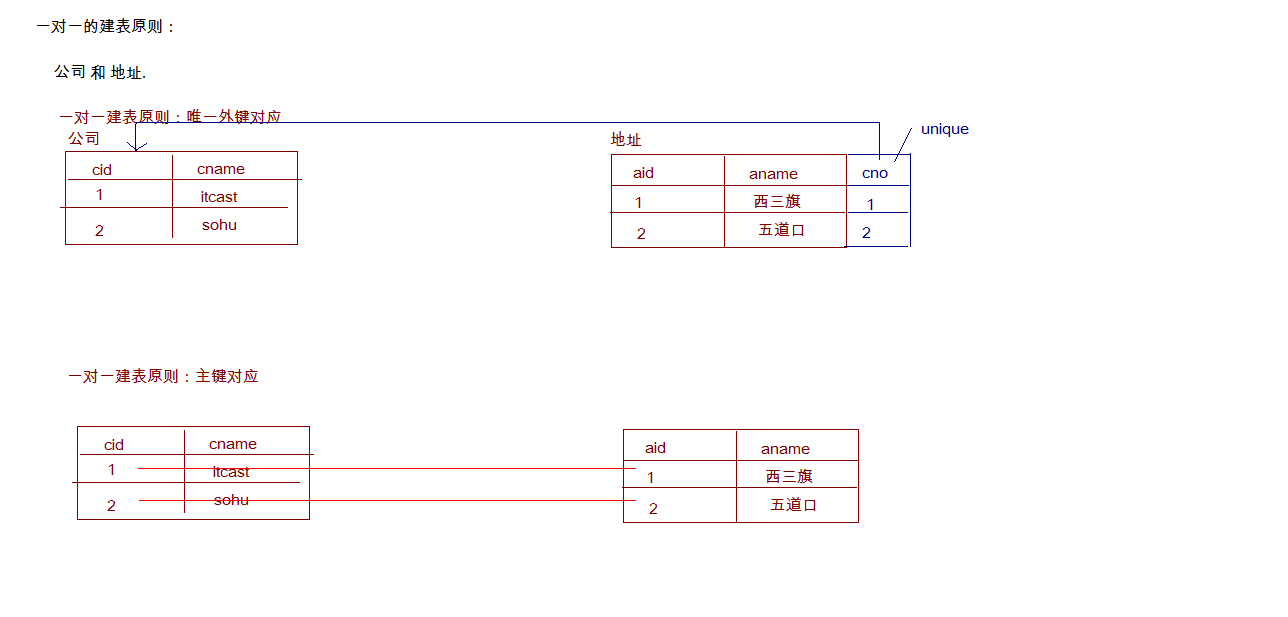 一对一的建表原则：
公司 和 地址.
一对一建表原则：唯一外键对应
公司
地址
unique
cid cname
aid aname cno
1 itcast
1 西三旗 1
2 sohu
2 五道口 2
一对一建表原则：主键对应
cid cname
aid aname
1 itcast
1 西三旗
2 sohu
2 五道口